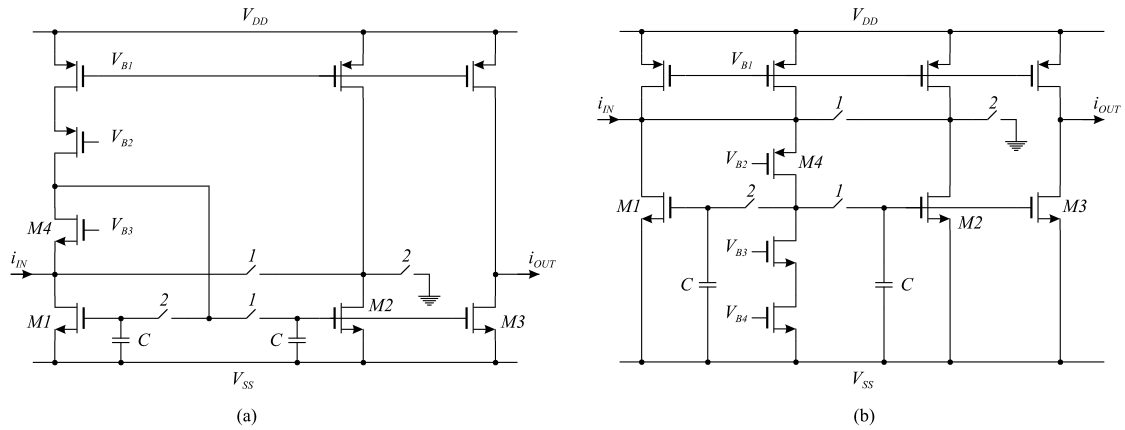 V_DD
V_B1
V_B2
M4
V_B3
i_IN
1
2
i_OUT
M1
2
1
M2
M3
C
C
V_SS
(a)
V_DD
V_B1
i_IN
1
2
i_OUT
V_B2
M4
M1
2
1
M2
M3
V_B3
C
C
V_B4
V_SS
(b)